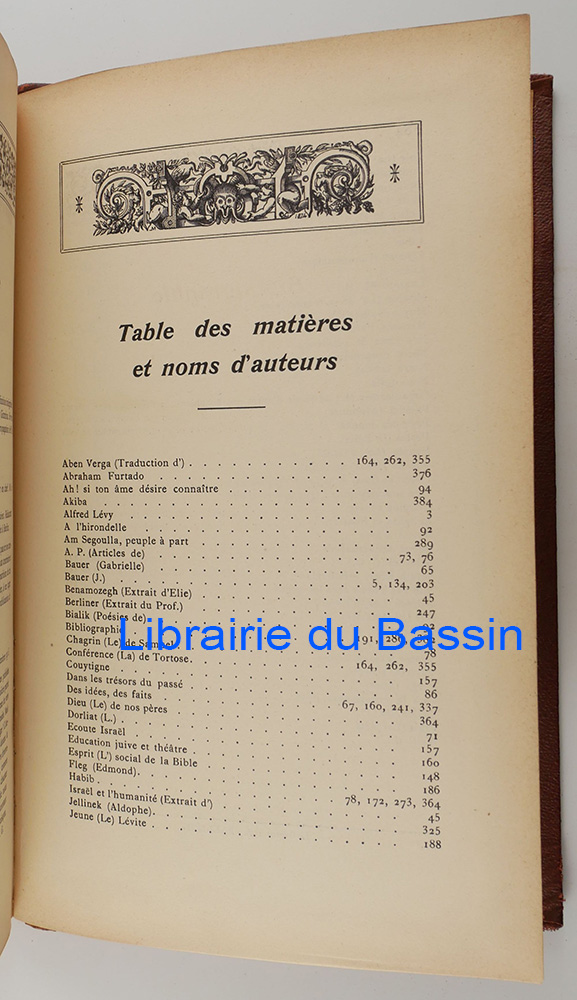 Table des matières
et noms d'auteurs
Aben Verga (Traduction d') 164, 262, 355
Abraham Furtado 376
Ah! si ton âme désire connaître 94
Akiba 384
Alfred Lévy 3
A l'hirondelle 92
Am Segoulla, peuple à part 289
A. P. (Articles de) 73, 76
Bauer (Gabrielle) 65
Bauer (J.) 5, 134, 203
Benamozegh (Extrait d'Elie) 45
Berliner (Extrait du Prof.) 247
Bialik (Poésies de) 92
Bibliographie
Librairie du Bassin
Chagrin (Le) de 78
Conférence (La) de Tortose 164, 262, 355
Couytigne 157
Dans les trésors du passé 86
Des idées, des faits 67, 160, 241, 337
Dieu (Le) de nos pères 364
Dorliat (L.) 71
Ecoute Israël 157
Education juive et théâtre 160
Esprit (L') social de la Bible 148
Fleg (Edmond) 186
Habib 78, 172, 273, 364
Israël et l'humanité (Extrait d') 45
Jellinek (Aldophe) 325
Jeune (Le) Lévite 188